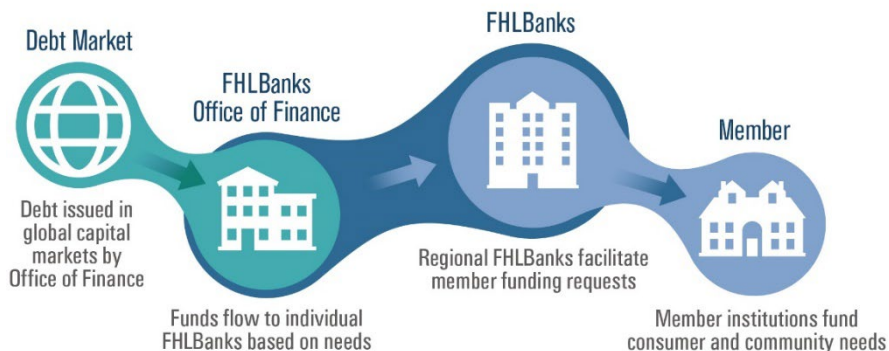 Debt Market
Debt issued in
global capital
markets by
Office of Finance
FHLBanks
Office of Finance
Funds flow to individual
FHLBanks based on needs
FHLBanks
Regional FHLBanks facilitate
member funding requests
Member
Member institutions fund
consumer and community needs